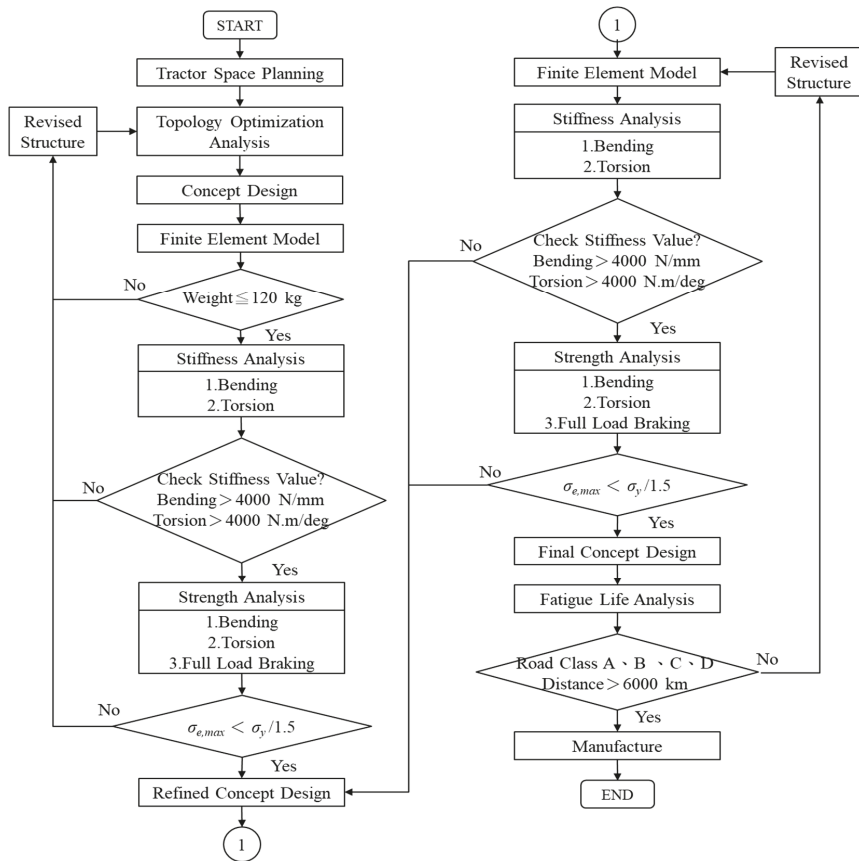 START
Tractor Space Planning
Revised
Structure
Topology Optimization
Analysis
Concept Design
Finite Element Model
No
Weight≦120 kg
Yes
Stiffness Analysis
1.Bending
2.Torsion
No
Check Stiffness Value?
Bending＞4000 N/mm
Torsion＞4000 N.m/deg
Yes
Strength Analysis
1.Bending
2.Torsion
3.Full Load Braking
No
σe,max < σy/1.5
Yes
Refined Concept Design
1
1
Finite Element Model
Revised
Structure
Stiffness Analysis
1.Bending
2.Torsion
No
Check Stiffness Value?
Bending＞4000 N/mm
Torsion＞4000 N.m/deg
Yes
Strength Analysis
1.Bending
2.Torsion
3.Full Load Braking
No
σe,max < σy/1.5
Yes
Final Concept Design
Fatigue Life Analysis
Road Class A、B、C、D
Distance＞6000 km
No
Yes
Manufacture
END